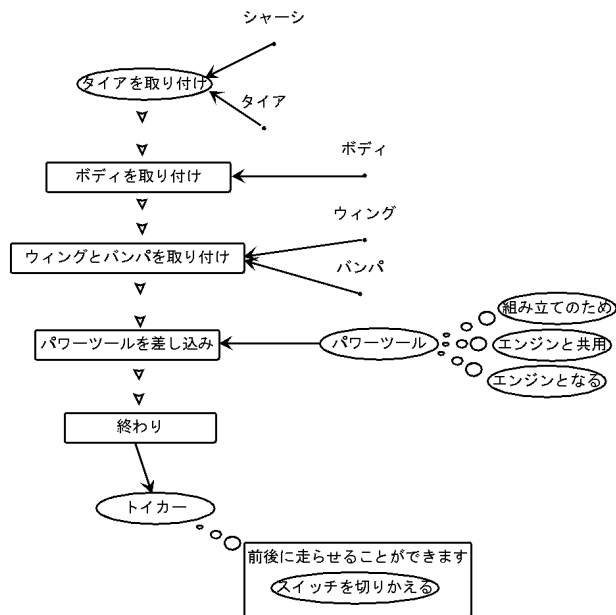 シャーシ
タイアを取り付け
タイア
ボディ
ボディを取り付け
ウィング
ウィングとバンパを取り付け
バンパ
組み立てのため
パワーツールを差し込み
パワーツール
エンジンと共用
エンジンとなる
終わり
トイカー
前後に走らせることができます
スイッチを切りかえる